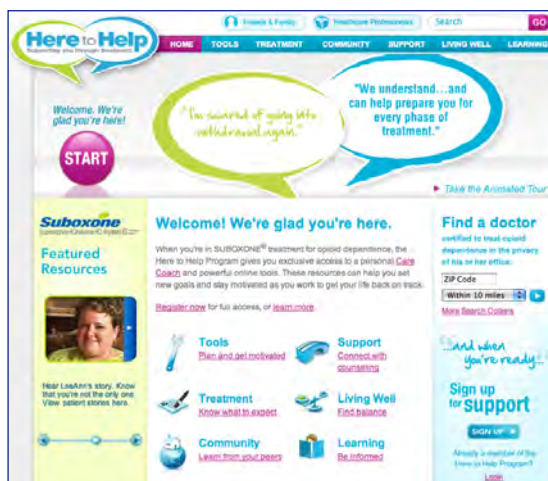 Friends & Family
Healthcare Professionals
Search
GO
Here to Help
Supporting you through treatment
HOME
TOOLS
TREATMENT
COMMUNITY
SUPPORT
LIVING WELL
LEARNING
Welcome. We're
glad you're here!
START
"I'm scared of going into
withdrawal again."
"We understand...and
can help prepare you for
every phase of
treatment."
Take the Animated Tour
Suboxone
Featured
Resources
Hear LeeAnn's story. Know
that you're not the only one.
View patient stories here.
Welcome! We're glad you're here.
When you're in SUBOXONE® treatment for opioid dependence, the
Here to Help Program gives you exclusive access to a personal Care
Coach and powerful online tools. These resources can help you set
new goals and stay motivated as you work to get your life back on track.
Register now for full access, or learn more.
Tools
Plan and get motivated
Support
Connect with
counseling
Treatment
Know what to expect
Living Well
Find balance
Community
Learn from your peers
Learning
Be informed
Find a doctor
certified to treat opioid
dependence in the privacy
of his or her office.
ZIP Code
Within 10 miles
More Search Options
"...and when
you're ready..."
Sign up
for support
SIGN UP
Already a member of the
Here to Help Program?
Login